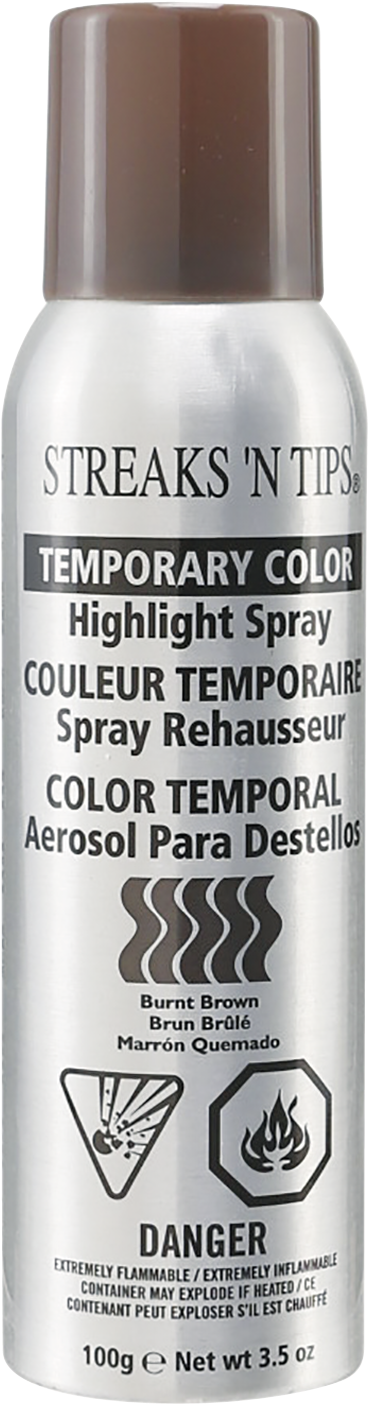 STREAKS 'N TIPS®
TEMPORARY COLOR
Highlight Spray
COULEUR TEMPORAIRE
Spray Rehausseur
COLOR TEMPORAL
Aerosol Para Destellos
Burnt Brown
Brun Brûlé
Marrón Quemado
DANGER
EXTREMELY FLAMMABLE / EXTREMELY INFLAMMABLE
CONTAINER MAY EXPLODE IF HEATED / CE
CONTENANT PEUT EXPLOSER S'IL EST CHAUFFÉ
100g ℮ Net wt 3.5 oz